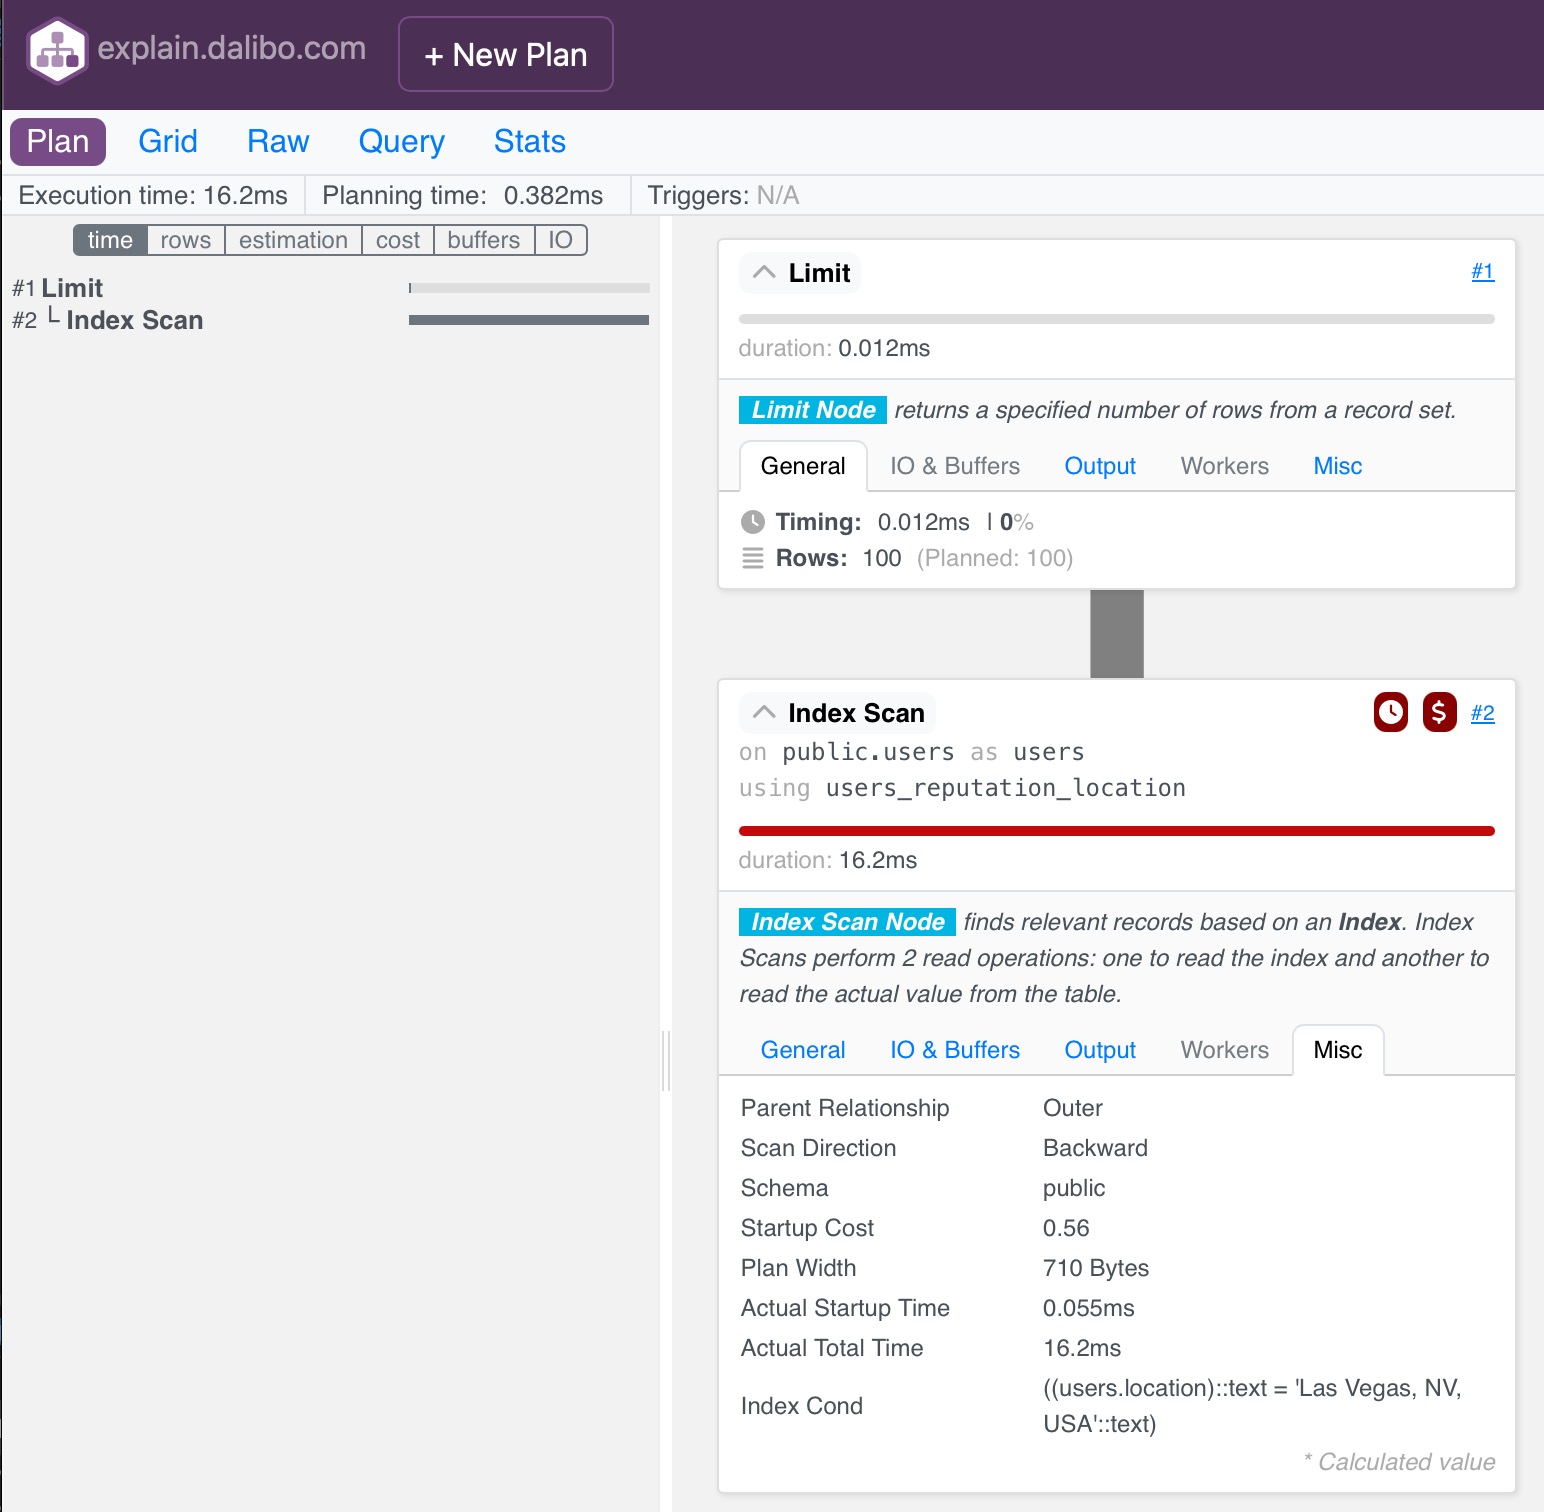 explain.dalibo.com
+ New Plan
Plan Grid Raw Query Stats
Execution time: 16.2ms Planning time: 0.382ms Triggers: N/A
time rows estimation cost buffers IO
#1 Limit
#2 └ Index Scan
Limit #1
duration: 0.012ms
Limit Node returns a specified number of rows from a record set.
General IO & Buffers Output Workers Misc
Timing: 0.012ms | 0%
Rows: 100 (Planned: 100)
Index Scan $ #2
on public.users as users
using users_reputation_location
duration: 16.2ms
Index Scan Node finds relevant records based on an Index. Index
Scans perform 2 read operations: one to read the index and another to
read the actual value from the table.
General IO & Buffers Output Workers Misc
Parent Relationship Outer
Scan Direction Backward
Schema public
Startup Cost 0.56
Plan Width 710 Bytes
Actual Startup Time 0.055ms
Actual Total Time 16.2ms
Index Cond ((users.location)::text = 'Las Vegas, NV,
USA'::text)
* Calculated value